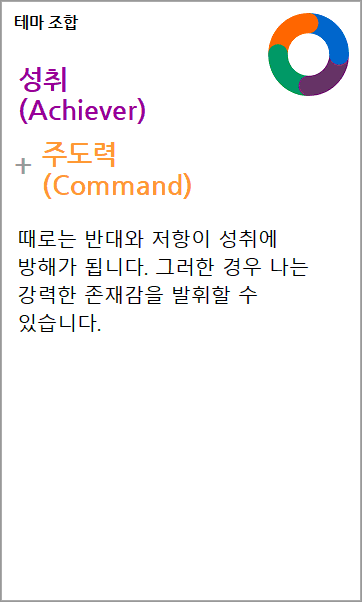 테마 조합
성취
(Achiever)
+ 주도력
(Command)
때로는 반대와 저항이 성취에
방해가 됩니다. 그러한 경우 나는
강력한 존재감을 발휘할 수
있습니다.